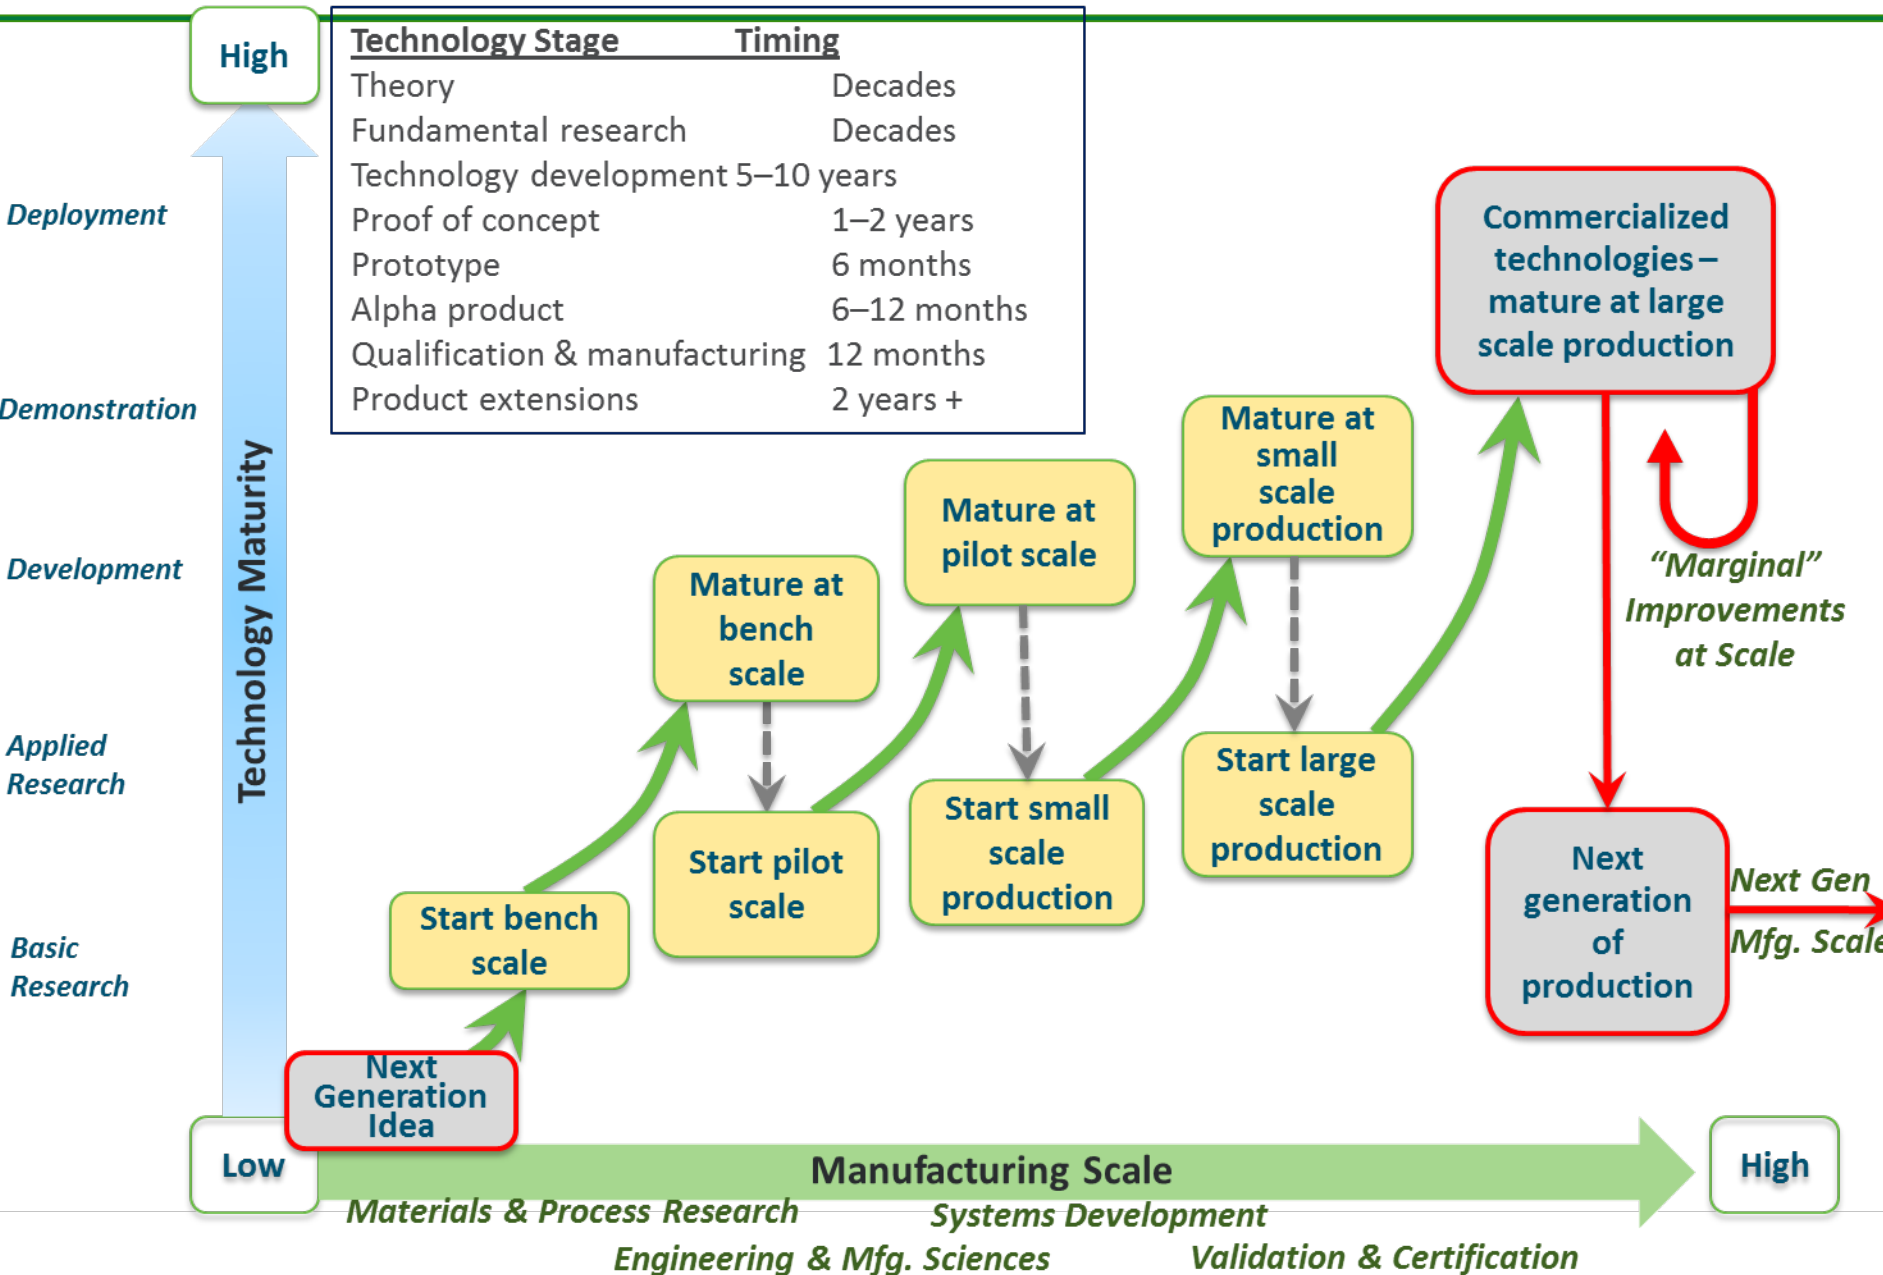 High
Technology Stage Timing
Theory Decades
Fundamental research Decades
Technology development 5–10 years
Proof of concept 1–2 years
Prototype 6 months
Alpha product 6–12 months
Qualification & manufacturing 12 months
Product extensions 2 years +
Deployment
Demonstration
Development
Applied
Research
Basic
Research
Technology Maturity
Commercialized
technologies –
mature at large
scale production
Mature at
small
scale
production
Mature at
pilot scale
Mature at
bench
scale
"Marginal"
Improvements
at Scale
Start large
scale
production
Start small
scale
production
Start pilot
scale
Start bench
scale
Next
generation
of
production
Next Gen
Mfg. Scale
Next
Generation
Idea
Low
Manufacturing Scale
High
Materials & Process Research
Systems Development
Engineering & Mfg. Sciences
Validation & Certification